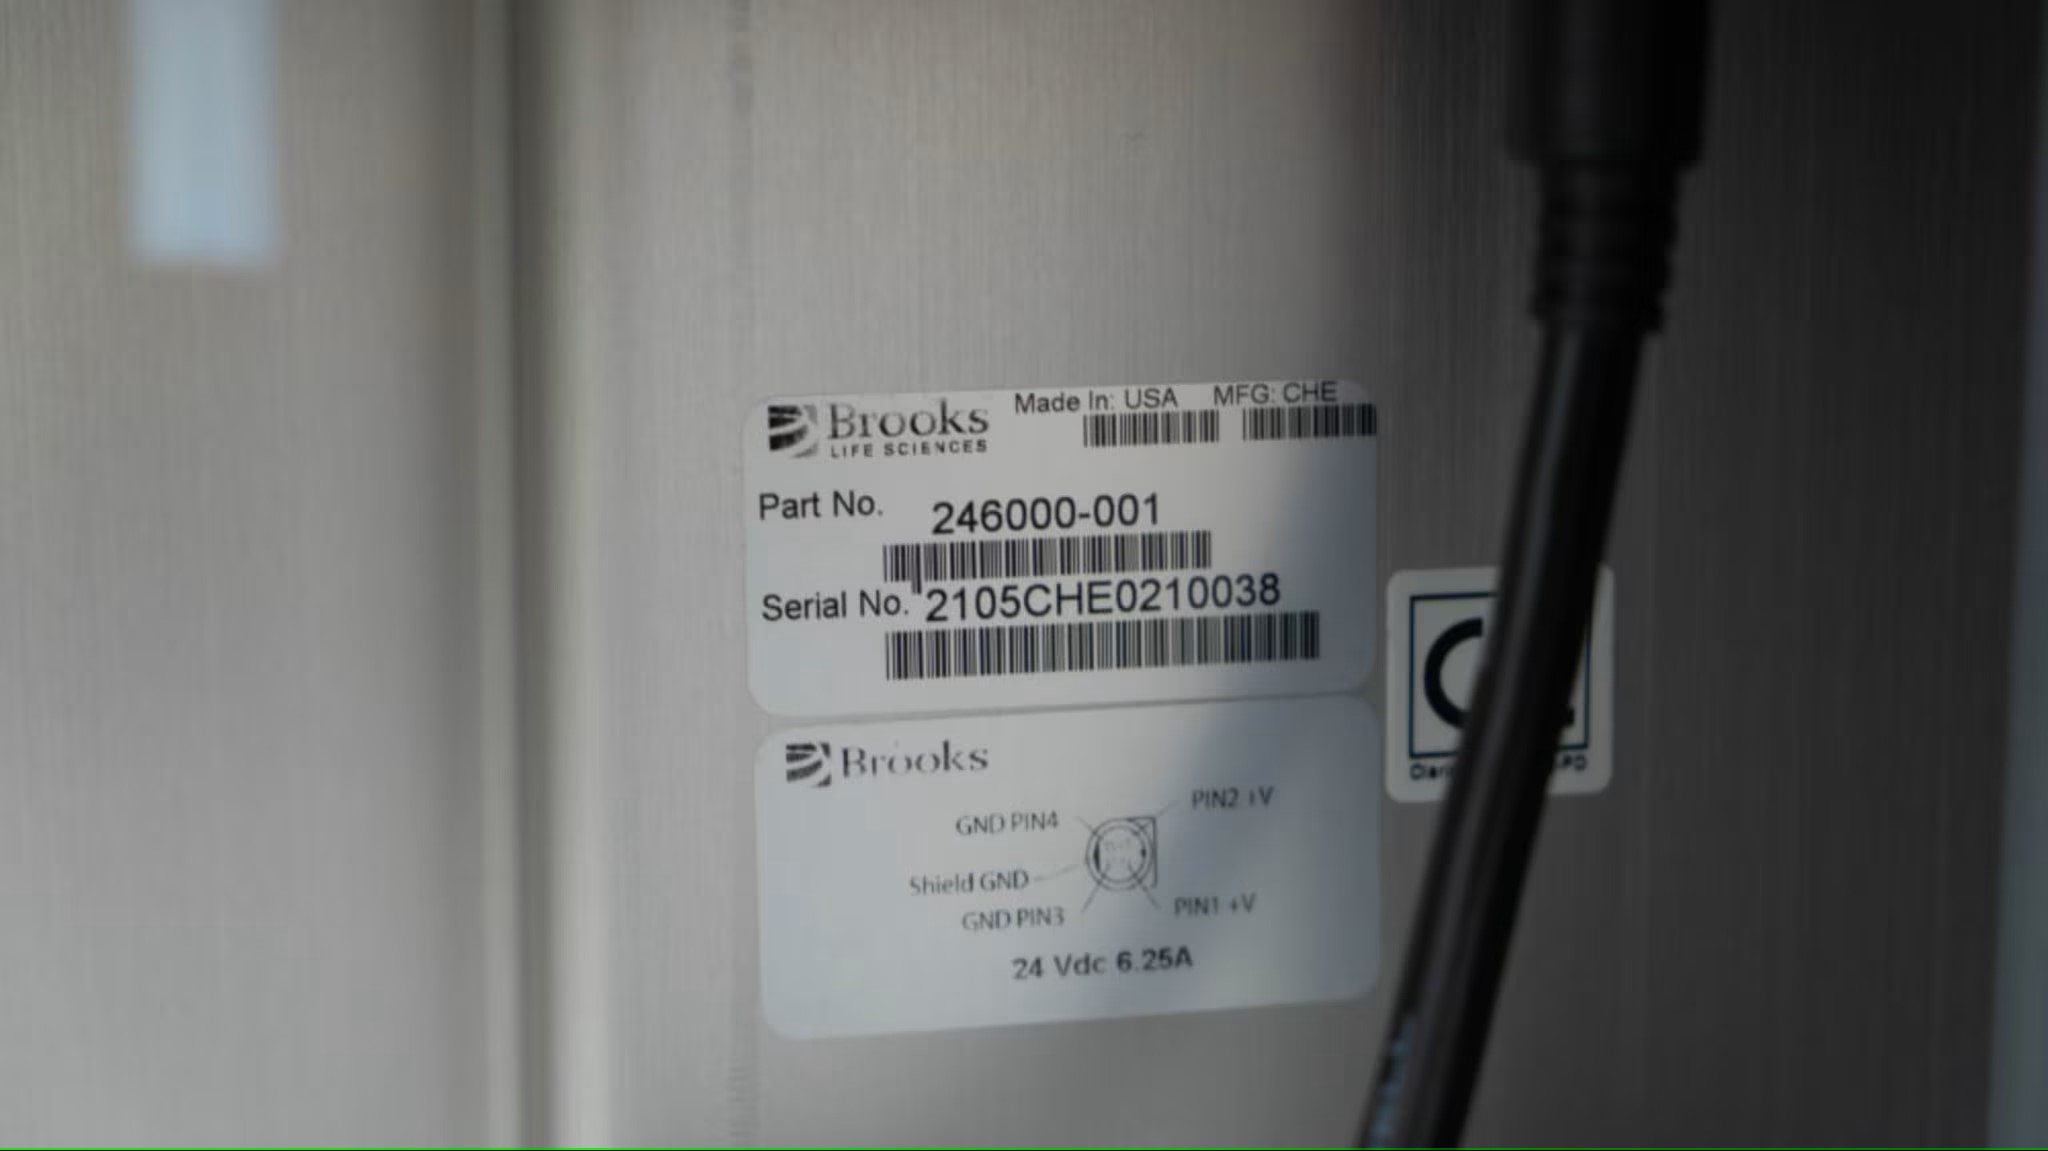 Brooks
LIFE SCIENCES
Made In: USA MFG: CHE
Part No. 246000-001
Serial No. 2105CHE0210038
Brooks
GND PIN4
PIN2 +V
Shield GND
GND PIN3
PIN1 +V
24 Vdc 6.25A